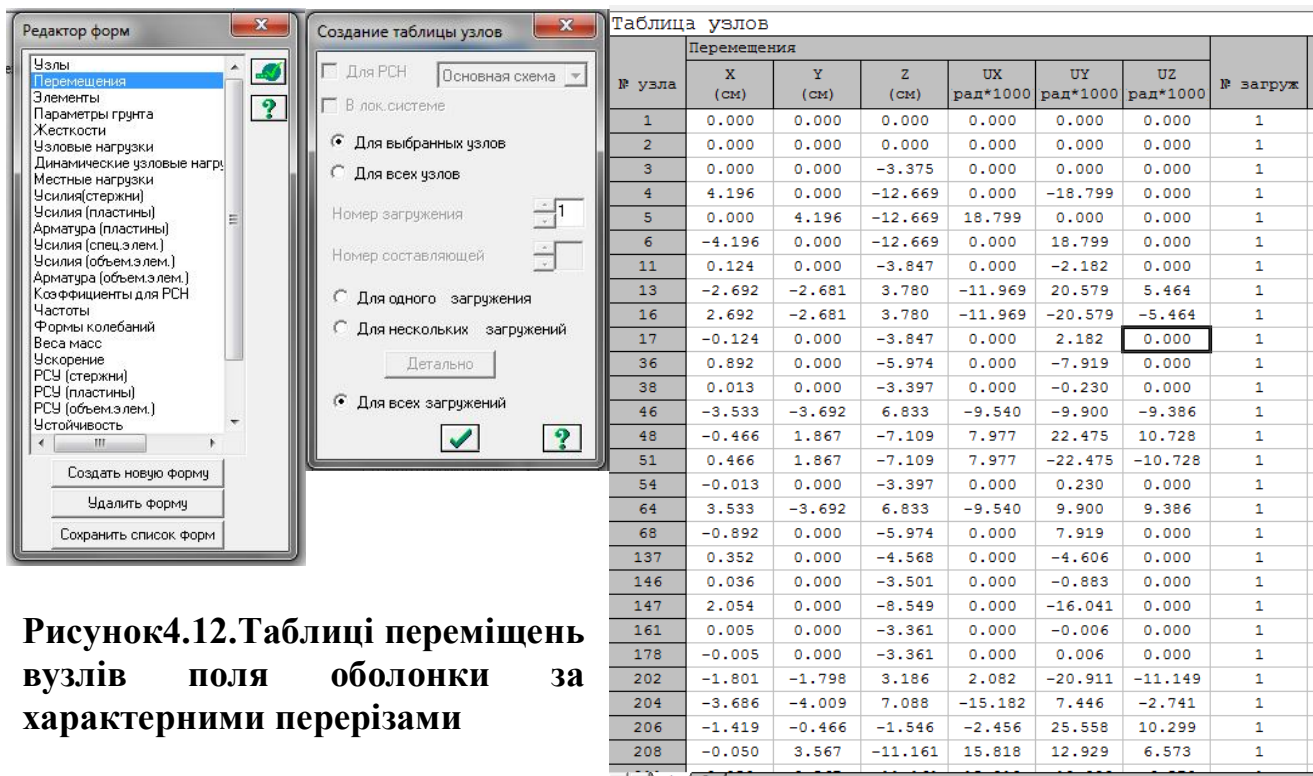 Редактор форм
Узлы
Перемещения
Элементы
Параметры грунта
Жесткости
Узловые нагрузки
Динамические узловые нагр
Местные нагрузки
Усилия(стержни)
Усилия (пластины)
Арматура (пластины)
Усилия (спец.элем.)
Усилия (объем.элем.)
Арматура (объем.элем.)
Коэффициенты для РСН
Частоты
Формы колебаний
Веса масс
Ускорение
РСУ (стержни)
РСУ (пластины)
РСУ (объем.элем.)
Устойчивость
Создать новую форму
Удалить форму
Сохранить список форм
Создание таблицы узлов
Для РСН Основная схема
В лок.системе
Для выбранных узлов
Для всех узлов
Номер загружения 1
Номер составляющей
Для одного загружения
Для нескольких загружений
Детально
Для всех загружений
Таблица узлов
Перемещения
№ узла X Y Z UX UY UZ № загруж
(см) (см) (см) рад*1000 рад*1000 рад*1000
1 0.000 0.000 0.000 0.000 0.000 0.000 1
2 0.000 0.000 0.000 0.000 0.000 0.000 1
3 0.000 0.000 -3.375 0.000 0.000 0.000 1
4 4.196 0.000 -12.669 0.000 -18.799 0.000 1
5 0.000 4.196 -12.669 18.799 0.000 0.000 1
6 -4.196 0.000 -12.669 0.000 18.799 0.000 1
11 0.124 0.000 -3.847 0.000 -2.182 0.000 1
13 -2.692 -2.681 3.780 -11.969 20.579 5.464 1
16 2.692 -2.681 3.780 -11.969 -20.579 -5.464 1
17 -0.124 0.000 -3.847 0.000 2.182 0.000 1
36 0.892 0.000 -5.974 0.000 -7.919 0.000 1
38 0.013 0.000 -3.397 0.000 -0.230 0.000 1
46 -3.533 -3.692 6.833 -9.540 -9.900 -9.386 1
48 -0.466 1.867 -7.109 7.977 22.475 10.728 1
51 0.466 1.867 -7.109 7.977 -22.475 -10.728 1
54 -0.013 0.000 -3.397 0.000 0.230 0.000 1
64 3.533 -3.692 6.833 -9.540 9.900 9.386 1
68 -0.892 0.000 -5.974 0.000 7.919 0.000 1
137 0.352 0.000 -4.568 0.000 -4.606 0.000 1
146 0.036 0.000 -3.501 0.000 -0.883 0.000 1
147 2.054 0.000 -8.549 0.000 -16.041 0.000 1
161 0.005 0.000 -3.361 0.000 -0.006 0.000 1
178 -0.005 0.000 -3.361 0.000 0.006 0.000 1
202 -1.801 -1.798 3.186 2.082 -20.911 -11.149 1
204 -3.686 -4.009 7.088 -15.182 7.446 -2.741 1
206 -1.419 -0.466 -1.546 -2.456 25.558 10.299 1
208 -0.050 3.567 -11.161 15.818 12.929 6.573 1
Рисунок4.12.Таблиці переміщень
вузлів поля оболонки за
характерними перерізами